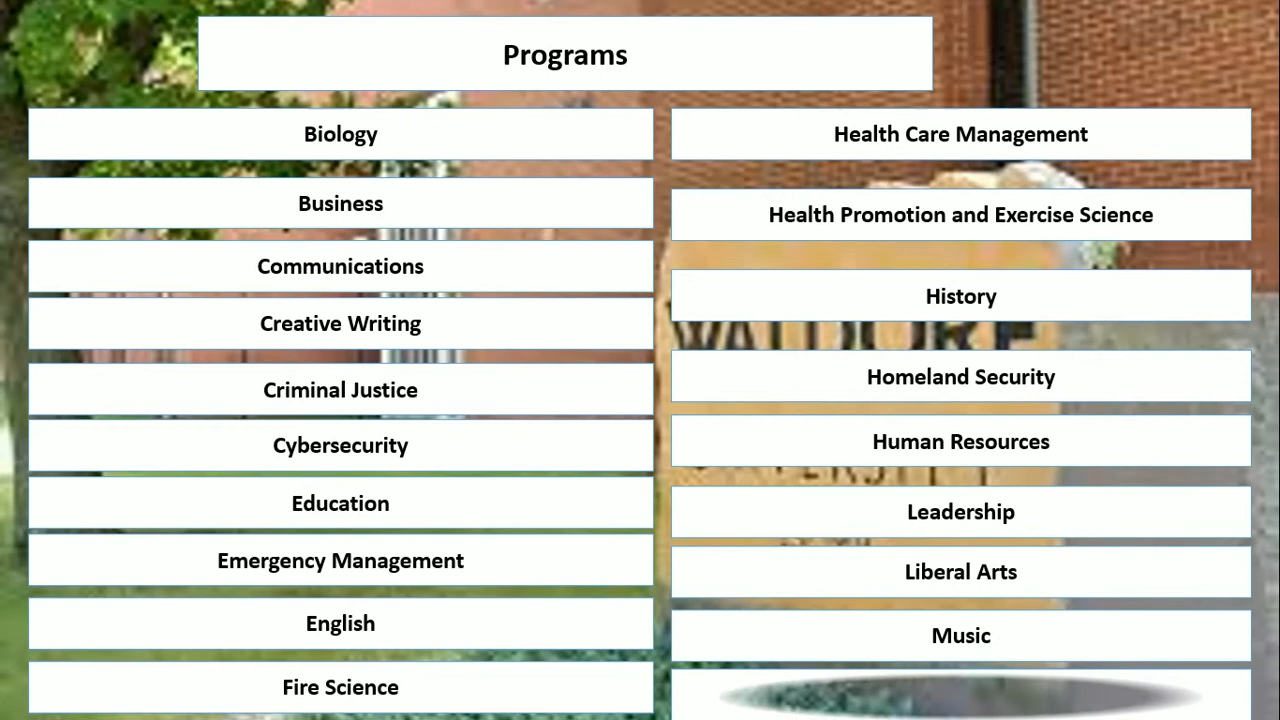 Programs
Biology
Business
Communications
Creative Writing
Criminal Justice
Cybersecurity
Education
Emergency Management
English
Fire Science
Health Care Management
Health Promotion and Exercise Science
History
WALDORF
Homeland Security
Human Resources
Leadership
Liberal Arts
Music